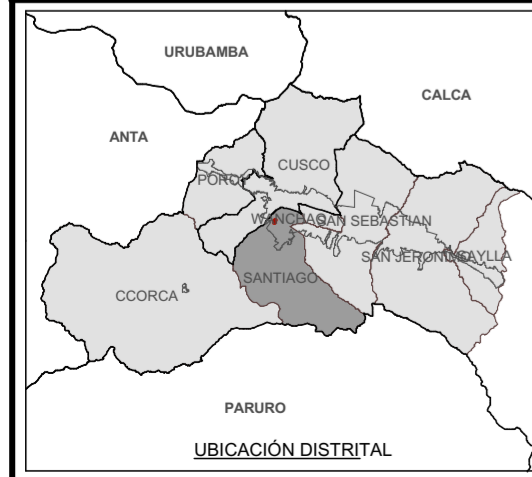 URUBAMBA
CALCA
ANTA
CUSCO
POROY
WANCHAQ
SAN SEBASTIAN
SAN JERONIMO
SAYLLA
SANTIAGO
CCORCA
PARURO
UBICACIÓN DISTRITAL